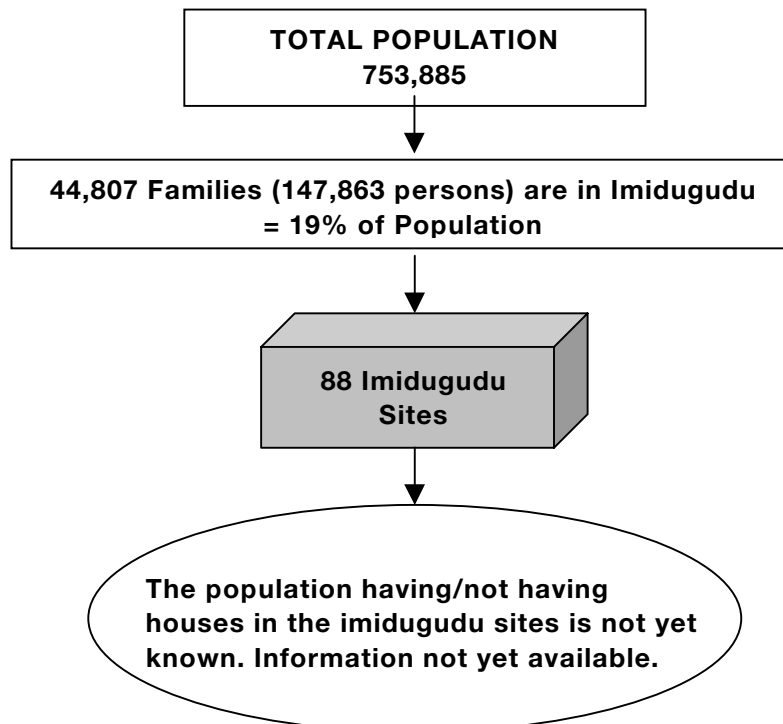 TOTAL POPULATION
753,885
44,807 Families (147,863 persons) are in Imidugudu
= 19% of Population
88 Imidugudu
Sites
The population having/not having
houses in the imidugudu sites is not yet
known. Information not yet available.